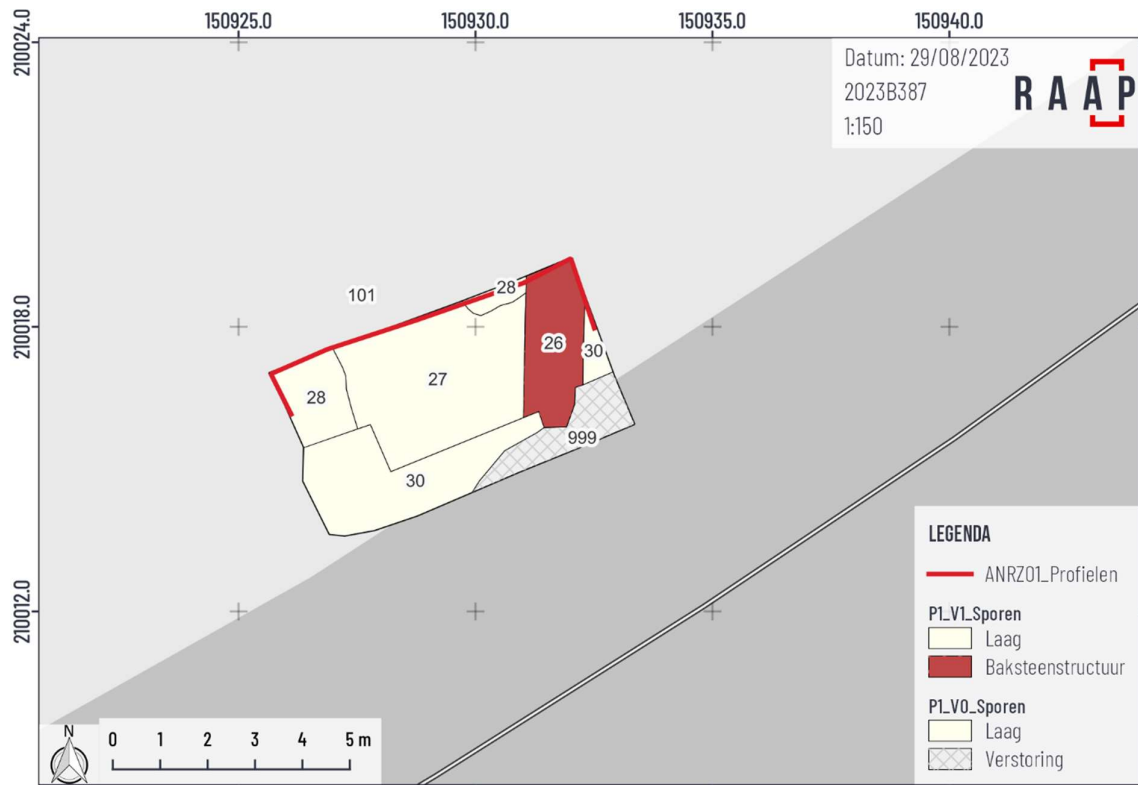 150925.0 150930.0 150935.0 150940.0
210024.0
Datum: 29/08/2023
2023B387
1:150
RAAP
101
28
210018.0
26
30
27
28
999
30
LEGENDA
ANRZ01_Profielen
210012.0
P1_V1_Sporen
Laag
Baksteenstructuur
P1_V0_Sporen
Laag
Verstoring
N
0 1 2 3 4 5 m